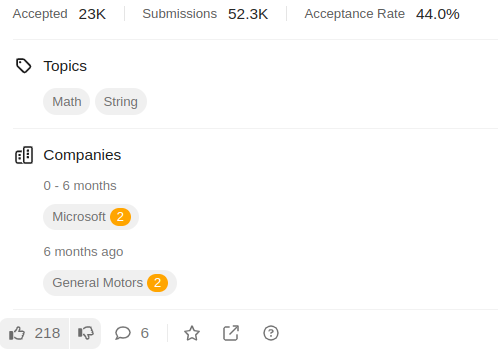 Accepted 23K Submissions 52.3K Acceptance Rate 44.0%
Topics
Math String
Companies
0 - 6 months
Microsoft 2
6 months ago
General Motors 2
218 6